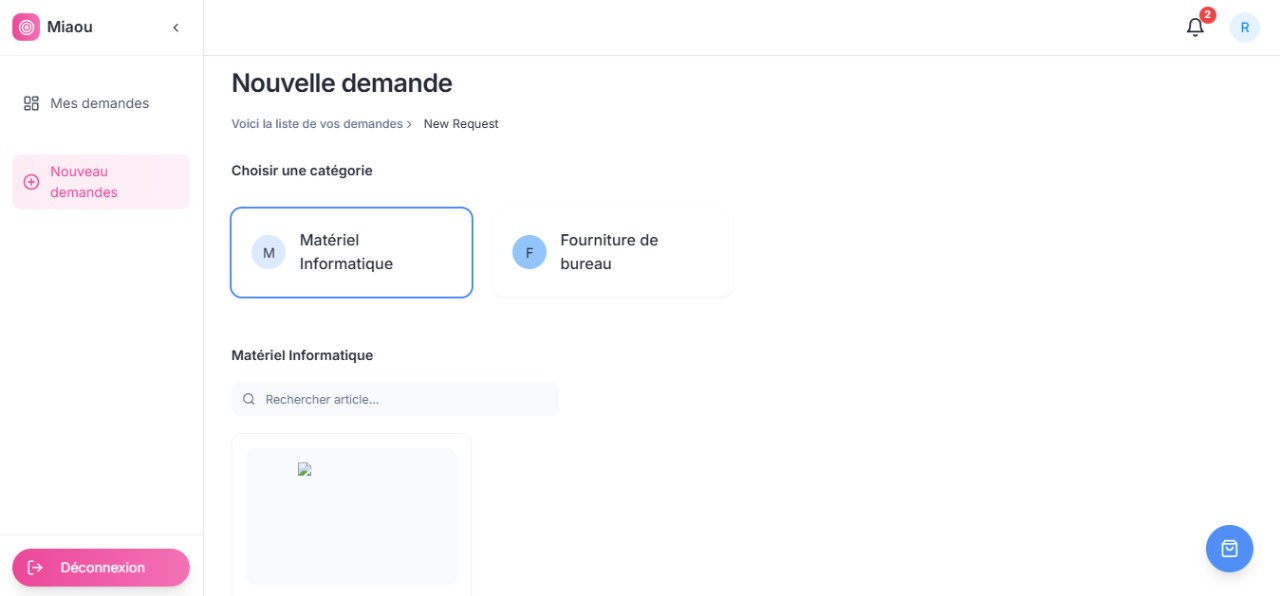 Miaou
2
R
Mes demandes
Nouveau
demandes
Nouvelle demande
Voici la liste de vos demandes > New Request
Choisir une catégorie
M
Matériel
Informatique
F
Fourniture de
bureau
Matériel Informatique
Rechercher article...
Déconnexion